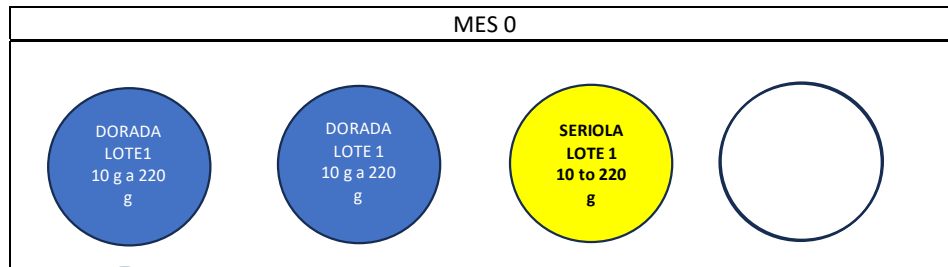 MES 0
DORADA
LOTE1
10 g a 220
g
DORADA
LOTE 1
10 g a 220
g
SERIOLA
LOTE 1
10 to 220
g